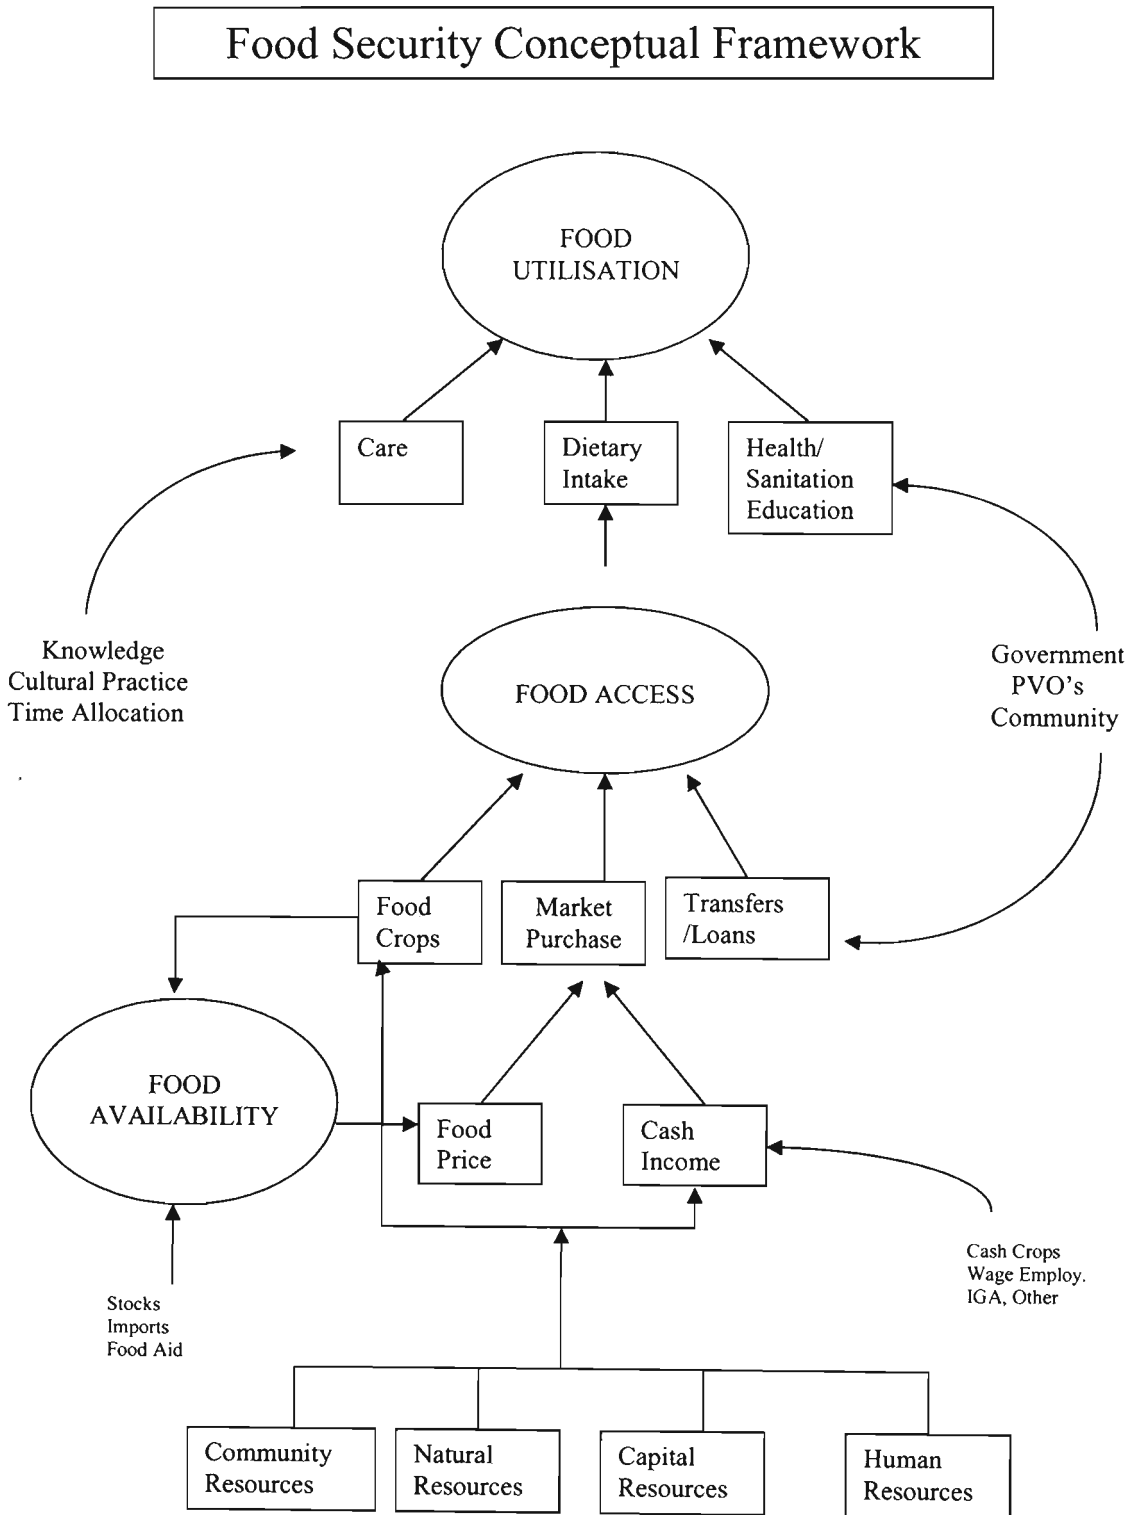 Food Security Conceptual Framework
FOOD
UTILISATION
Care
Dietary
Intake
Health/
Sanitation
Education
Knowledge
Cultural Practice
Time Allocation
FOOD ACCESS
Government
PVO's
Community
Food
Crops
Market
Purchase
Transfers
/Loans
FOOD
AVAILABILITY
Food
Price
Cash
Income
Cash Crops
Wage Employ.
IGA, Other
Stocks
Imports
Food Aid
Community
Resources
Natural
Resources
Capital
Resources
Human
Resources